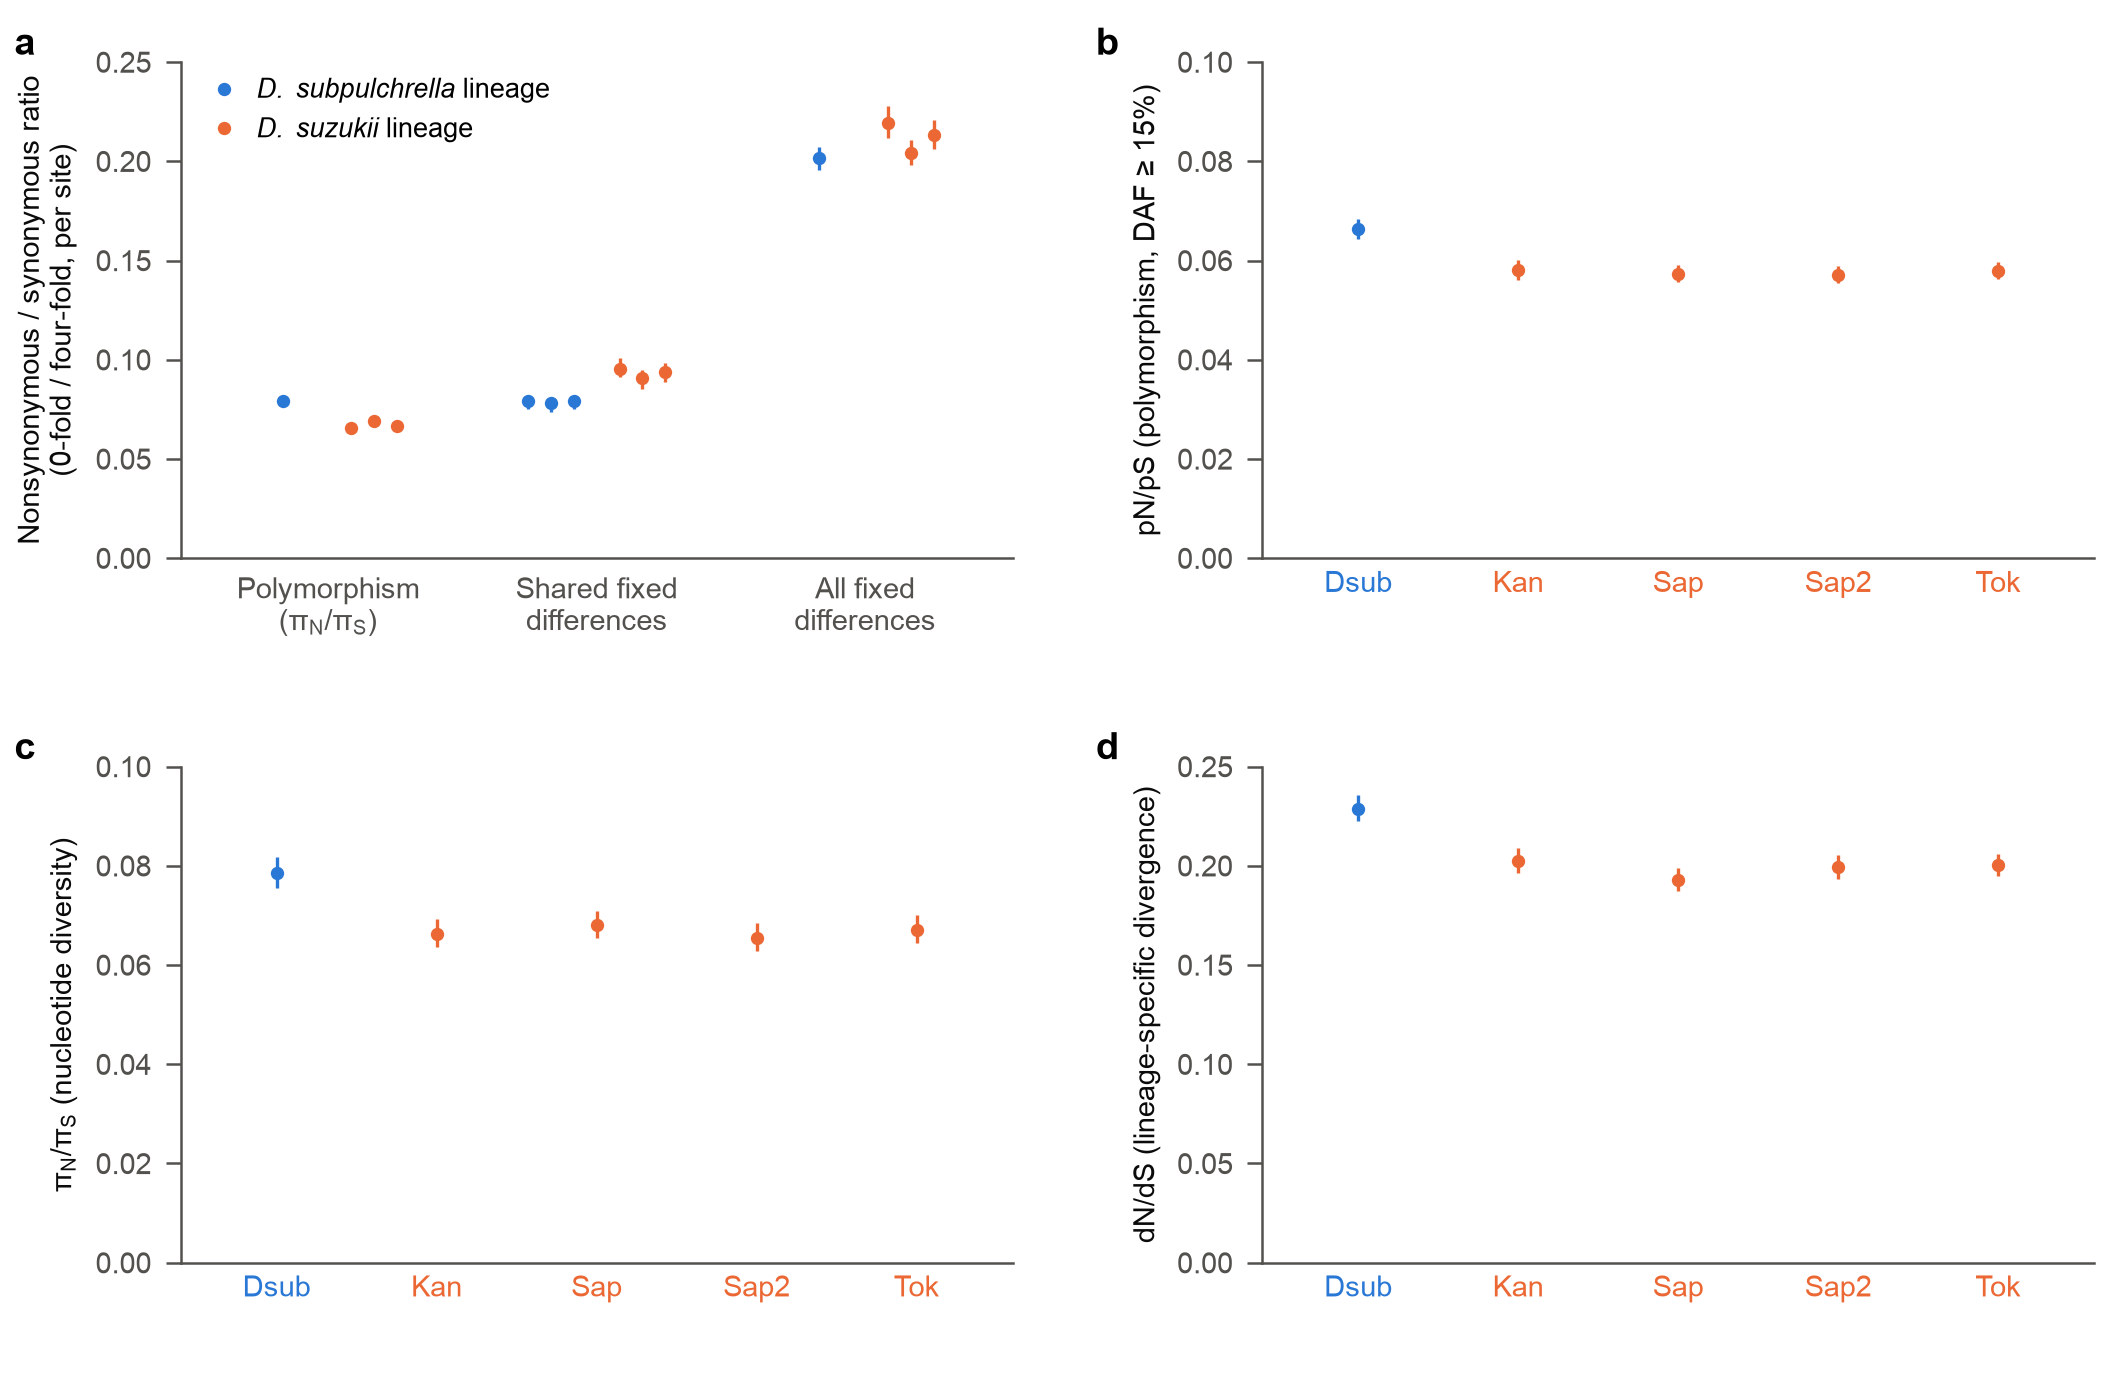 a
Nonsynonymous / synonymous ratio
(0-fold / four-fold, per site)
0.25
0.20
0.15
0.10
0.05
0.00
D. subpulchrella lineage
D. suzukii lineage
Polymorphism
(πN/πS)
Shared fixed
differences
All fixed
differences
b
pN/pS (polymorphism, DAF ≥ 15%)
0.10
0.08
0.06
0.04
0.02
0.00
Dsub Kan Sap Sap2 Tok
c
πN/πS (nucleotide diversity)
0.10
0.08
0.06
0.04
0.02
0.00
Dsub Kan Sap Sap2 Tok
d
dN/dS (lineage-specific divergence)
0.25
0.20
0.15
0.10
0.05
0.00
Dsub Kan Sap Sap2 Tok